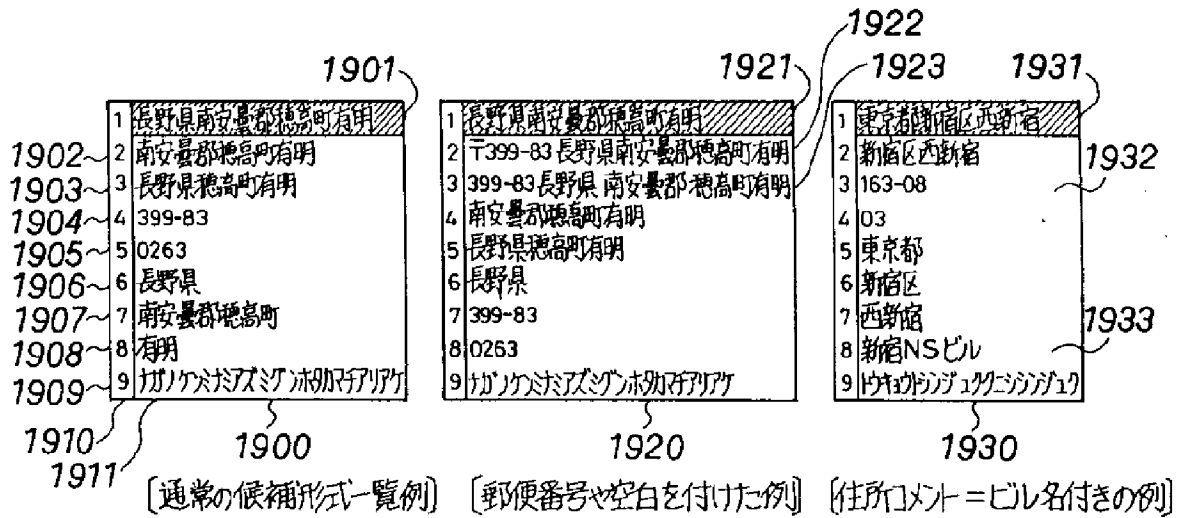 1922
1901 1921 1923 1931
1 長野県南安曇郡穂高町有明
1902 2 南安曇郡穂高町有明
1903 3 長野県穂高町有明
1904 4 399-83
1905 5 0263
1906 6 長野県
1907 7 南安曇郡穂高町
1908 8 有明
1909 9 ナガノケンミナミアズミグンホタカマチアリアケ
1910
1911
1900
[通常の候補形式一覧例]
1 長野県南安曇郡穂高町有明
2 〒399-83 長野県南安曇郡穂高町有明
3 399-83 長野県 南安曇郡 穂高町有明
4 南安曇郡穂高町有明
5 長野県穂高町有明
6 長野県
7 399-83
8 0263
9 ナガノケンミナミアズミグンホタカマチアリアケ
1920
[郵便番号や空白を付けた例]
1 東京都新宿区西新宿
2 新宿区西新宿
3 163-08
4 03
5 東京都
6 新宿区
7 西新宿
8 新宿NSビル
9 トウキョウトシンジュククニシシンジュク
1932
1933
1930
[住所コメント=ビル名付きの例]